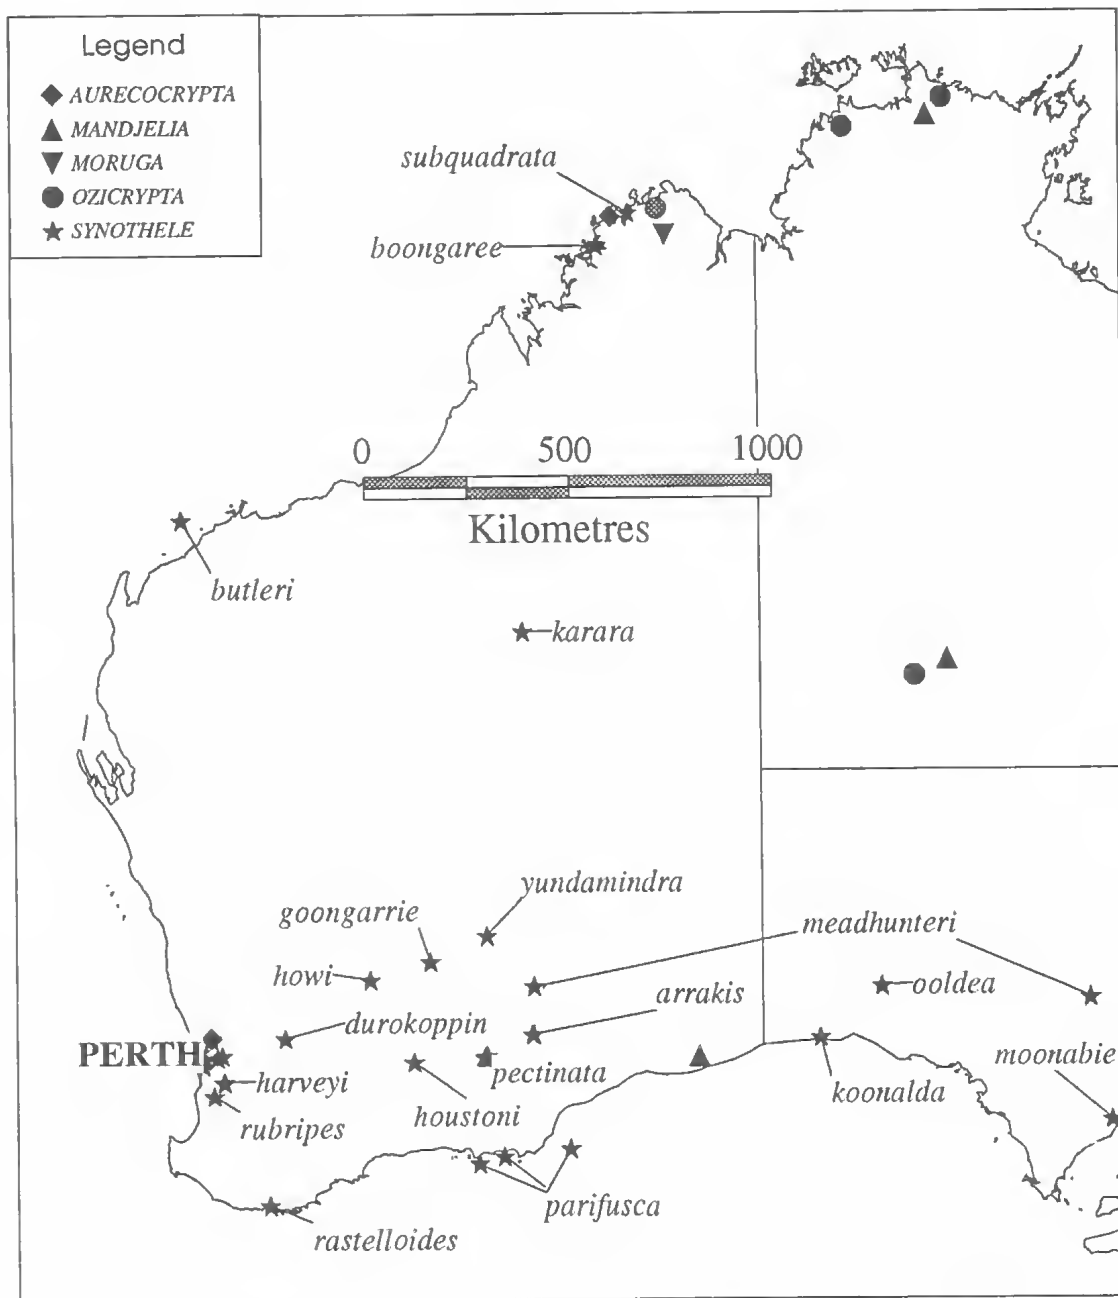 Legend
AURECOCRYPTA
MANDJELIA
MORUGA
OZICRYPTA
SYNOTHELE
subquadrata
boongaree
0 500 1000
Kilometres
butleri
karara
yundamindra
goongarrie
meadhunteri
howi
ooldea
arrakis
durokoppin
PERTH
moonabie
pectinata
harveyi
koonalda
houstoni
rubripes
parifusca
rastelloides